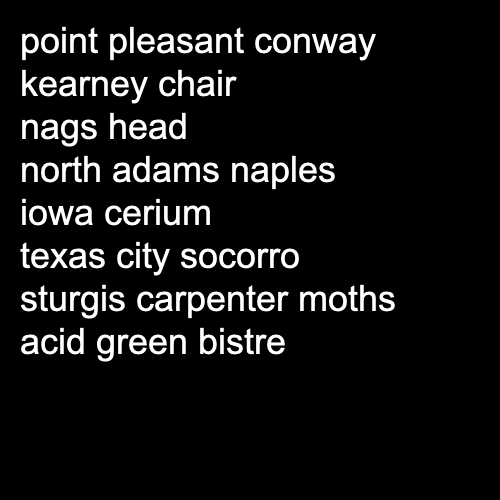 point pleasant conway
kearney chair
nags head
north adams naples
iowa cerium
texas city socorro
sturgis carpenter moths
acid green bistre